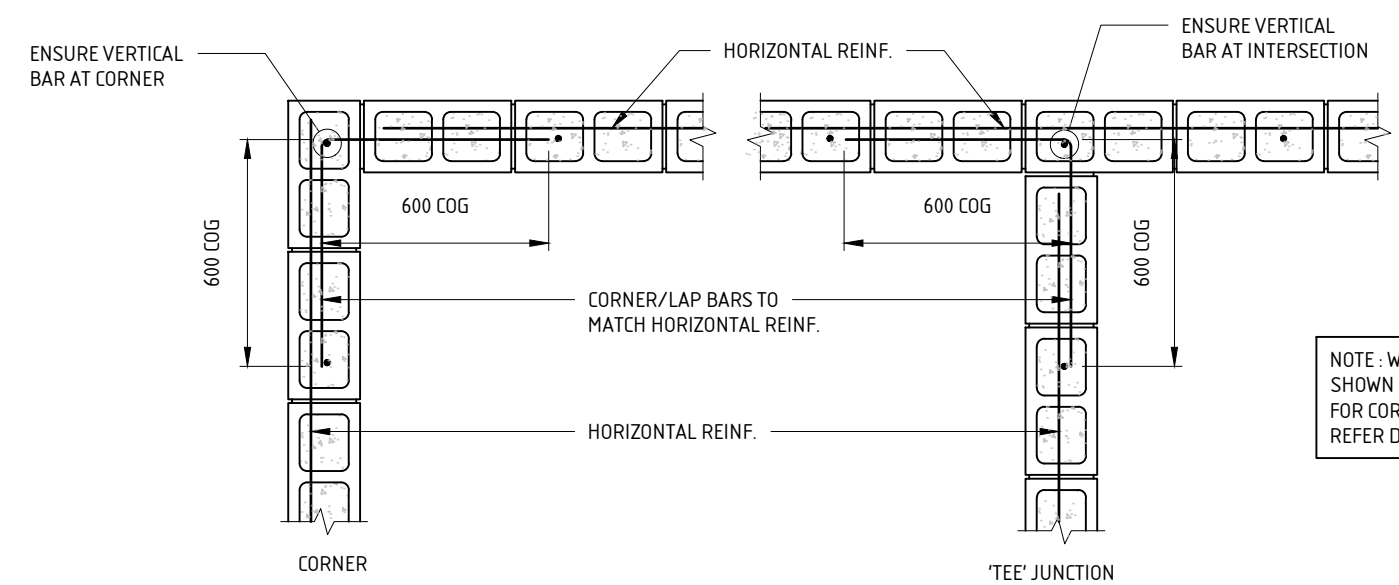 ENSURE VERTICAL
BAR AT CORNER
HORIZONTAL REINF.
ENSURE VERTICAL
BAR AT INTERSECTION
600 COG
600 COG
600 COG
600 COG
CORNER/LAP BARS TO
MATCH HORIZONTAL REINF.
HORIZONTAL REINF.
NOTE :
SHOWN
FOR
REFER
CORNER
'TEE' JUNCTION